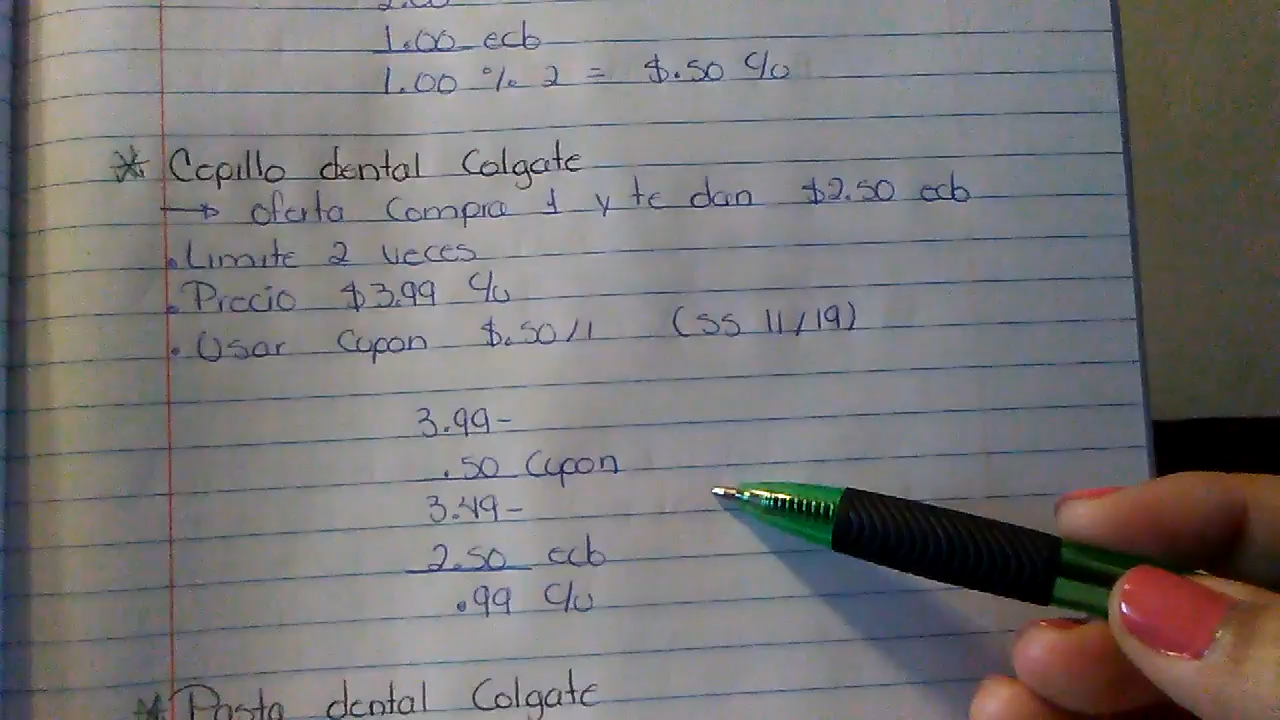 1.00 ecb
1.00 % 2 = $.50 c/u
* Cepillo dental Colgate
→ oferta Compra 1 y te dan $2.50 ecb
. Limite 2 veces
. Precio $3.99 c/u
. Usar Cupon $.50/1 (SS 11/19)
3.99-
.50 Cupon
3.49-
2.50 ecb
.99 c/u
* Pasta dental Colgate